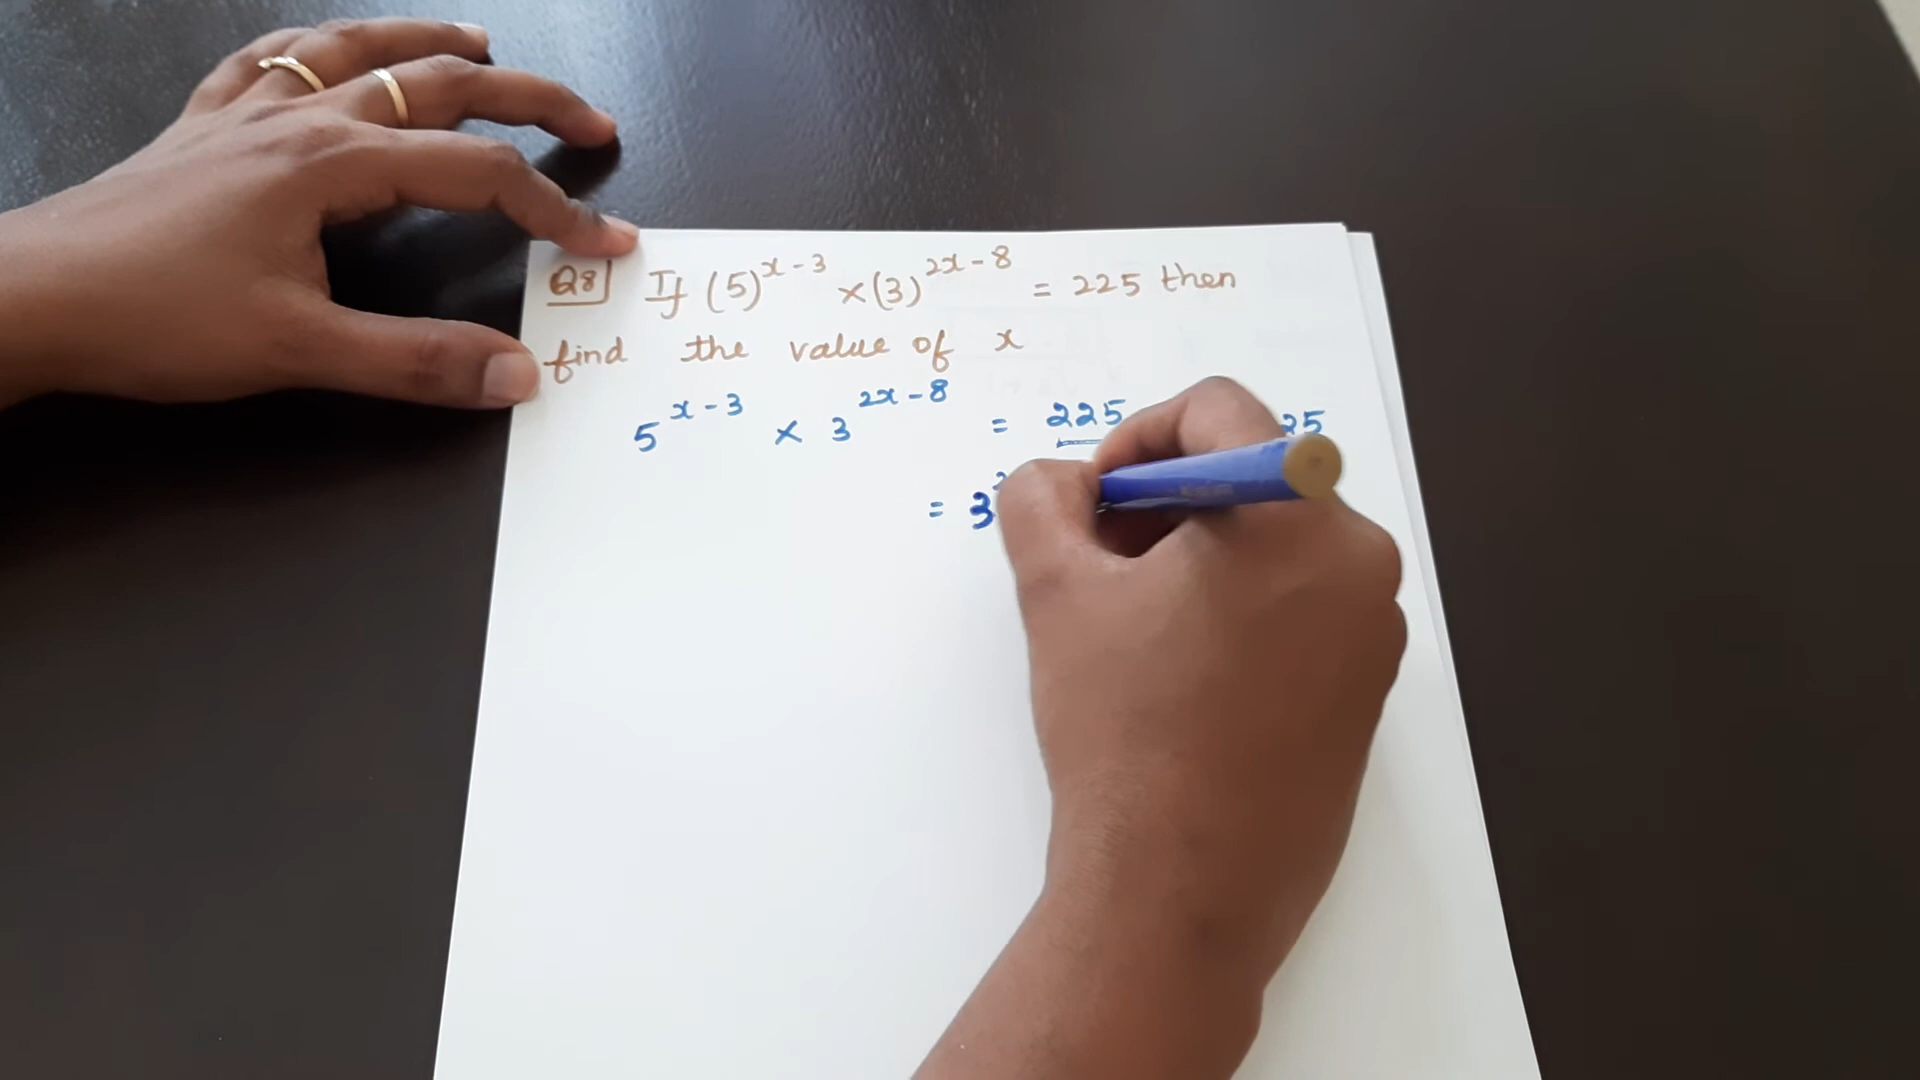 Q8 If (5)^x-3 × (3)^2x-8 = 225 then
find the value of x
5^x-3 × 3^2x-8 = 225 25
= 3